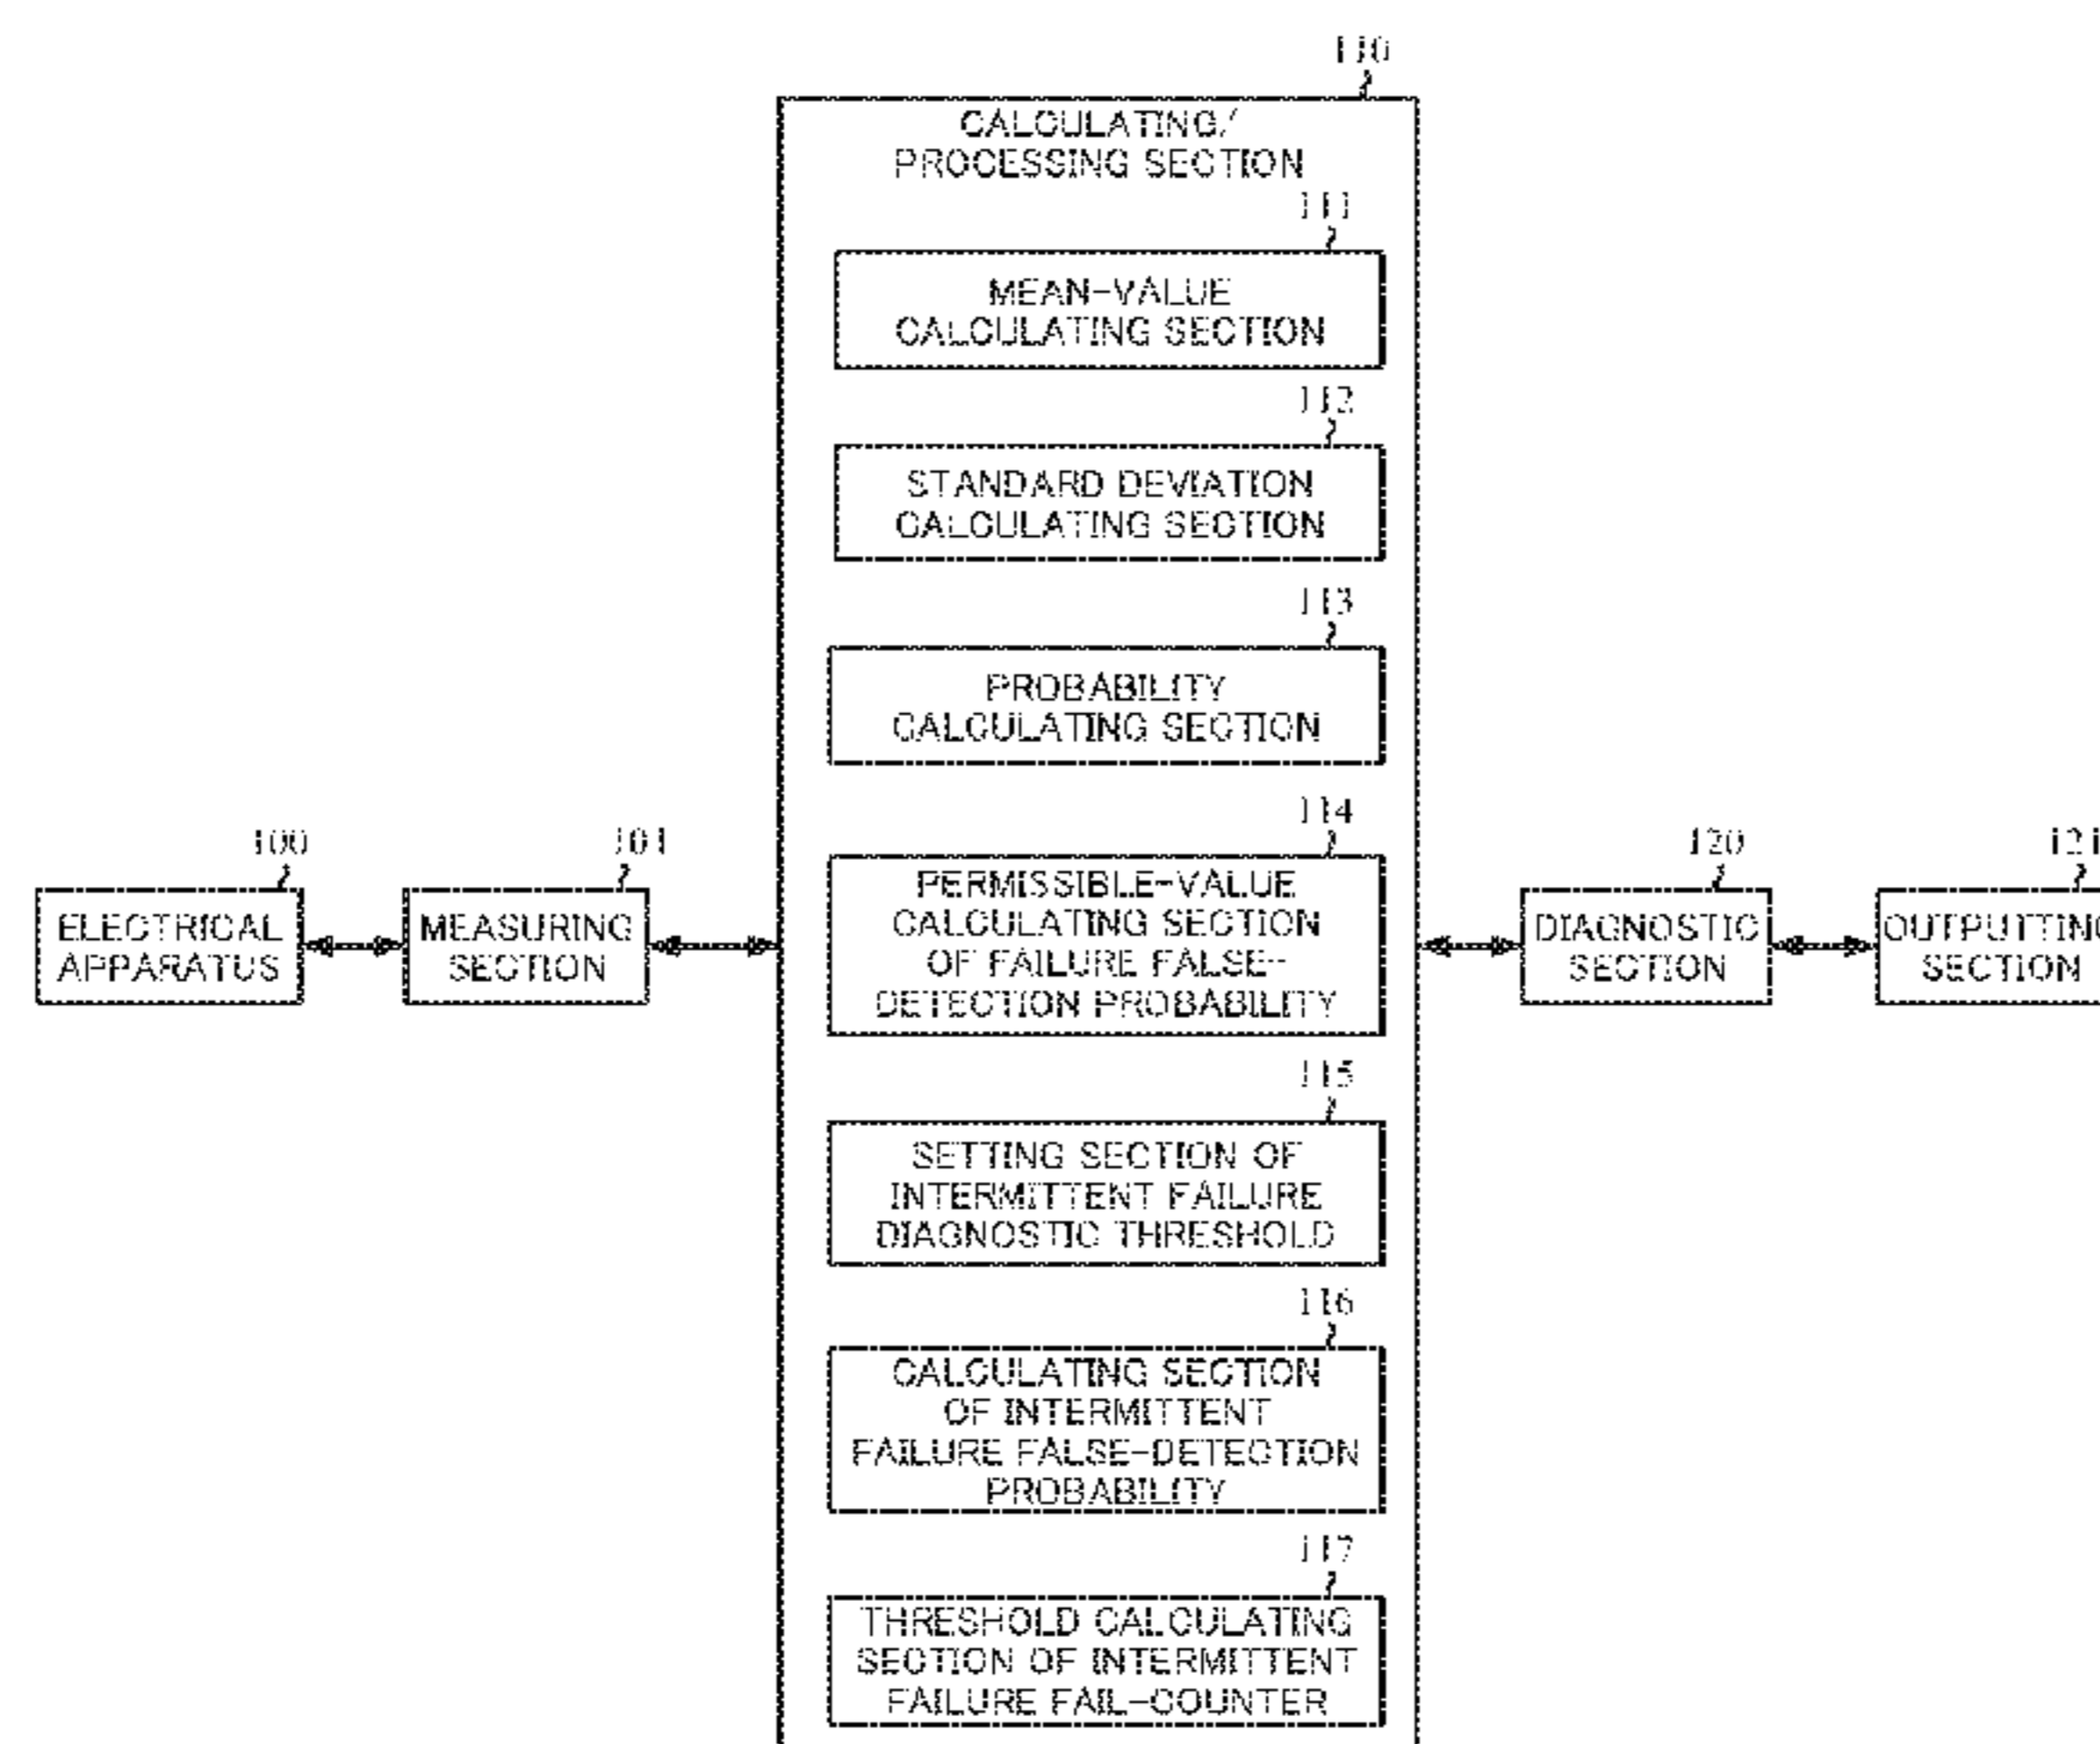 110
CALCULATING/
PROCESSING SECTION
111
MEAN-VALUE
CALCULATING SECTION
112
STANDARD DEVIATION
CALCULATING SECTION
113
PROBABILITY
CALCULATING SECTION
114
PERMISSIBLE-VALUE
CALCULATING SECTION
OF FAILURE FALSE-
DETECTION PROBABILITY
100
ELECTRICAL
APPARATUS
101
MEASURING
SECTION
120
DIAGNOSTIC
SECTION
121
OUTPUTTING
SECTION
115
SETTING SECTION OF
INTERMITTENT FAILURE
DIAGNOSTIC THRESHOLD
116
CALCULATING SECTION
OF INTERMITTENT
FAILURE FALSE-DETECTION
PROBABILITY
117
THRESHOLD CALCULATING
SECTION OF INTERMITTENT
FAILURE FAIL-COUNTER